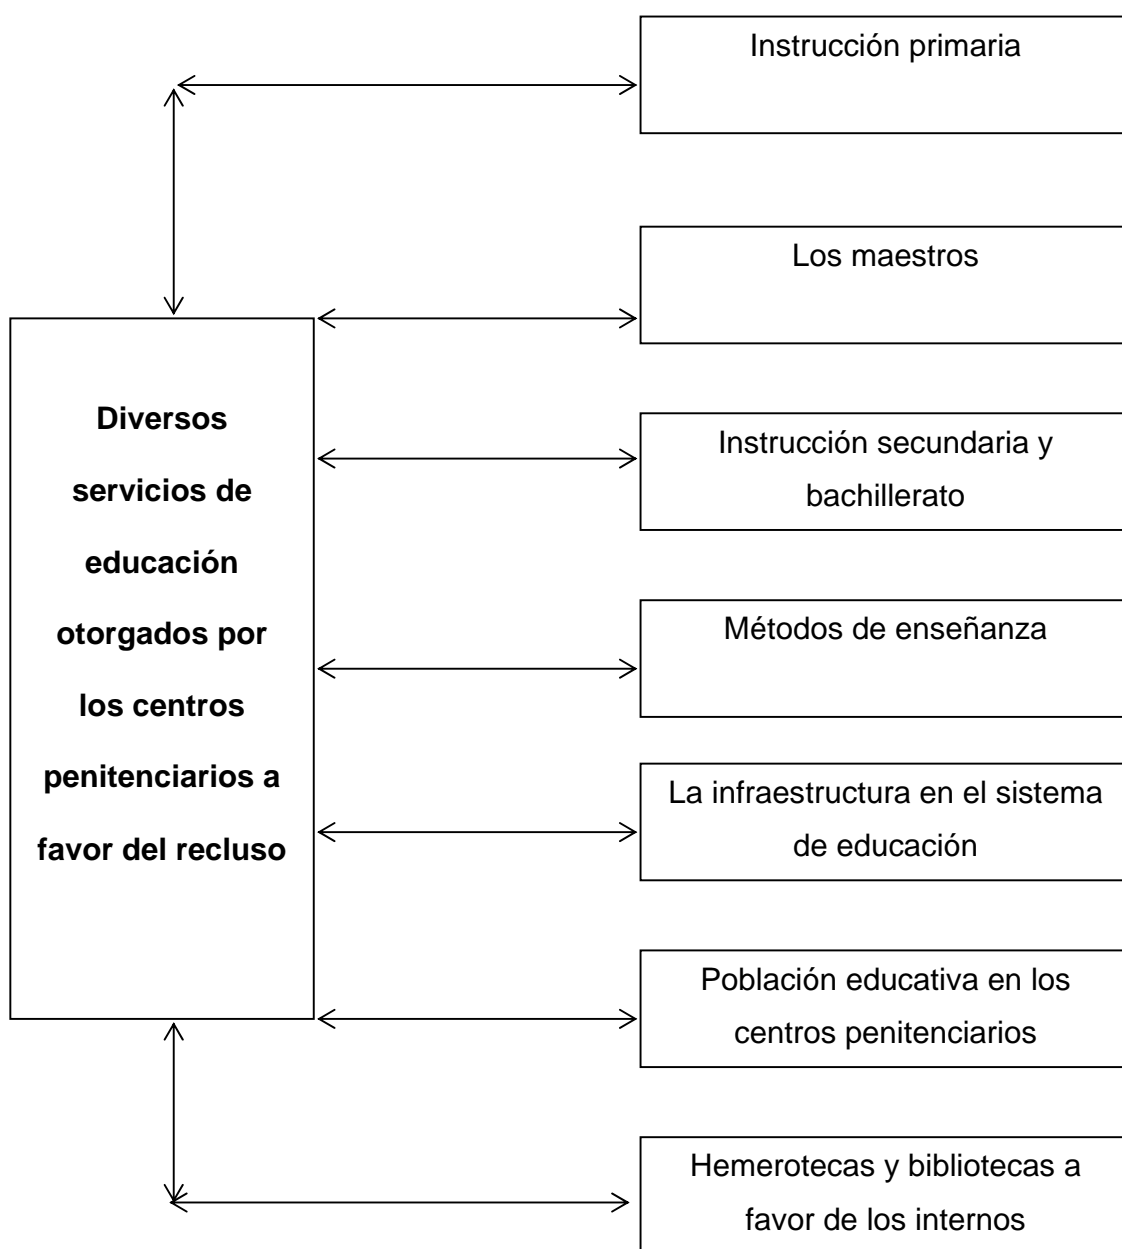 Instrucción primaria
Los maestros
Diversos
servicios de
educación
otorgados por
los centros
penitenciarios a
favor del recluso
Instrucción secundaria y
bachillerato
Métodos de enseñanza
La infraestructura en el sistema
de educación
Población educativa en los
centros penitenciarios
Hemerotecas y bibliotecas a
favor de los internos